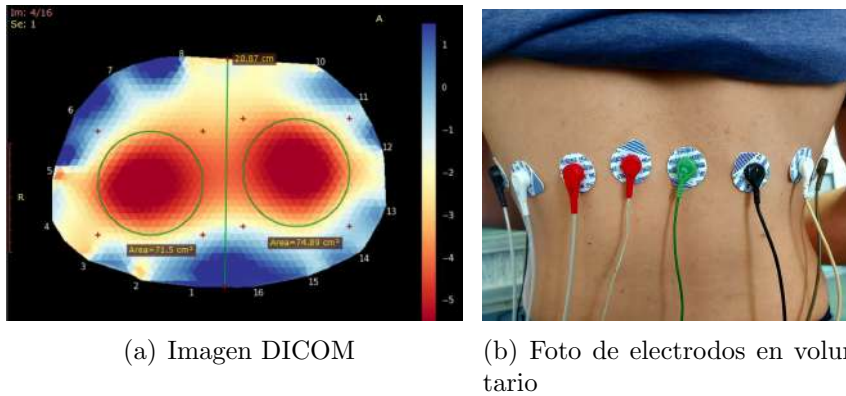 Im: 4/16
Se: 1
A
1
0
−1
−2
−3
−4
−5
R
20.87 cm
8
10
7
11
6
12
5
13
4
14
3
15
2
1
16
Area=71.5 cm²
Area=74.89 cm²
(a) Imagen DICOM
(b) Foto de electrodos en volun
tario